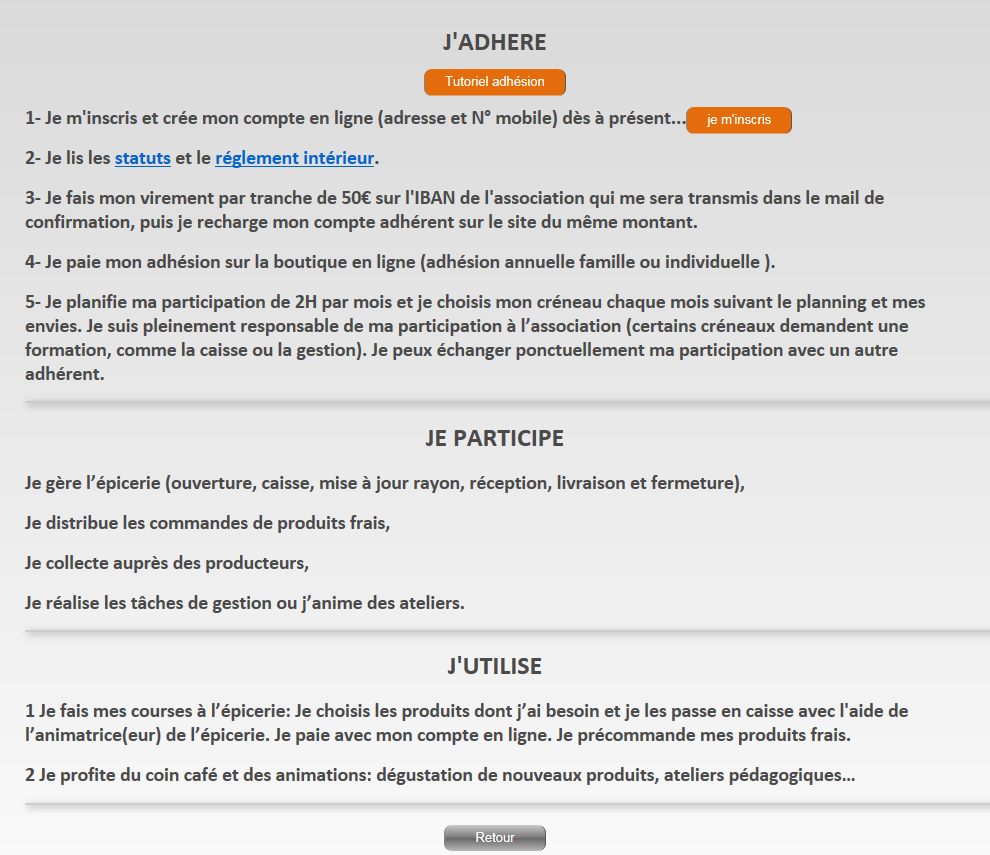 J'ADHERE
Tutoriel adhésion
1- Je m'inscris et crée mon compte en ligne (adresse et N° mobile) dès à présent... je m'inscris
2- Je lis les statuts et le réglement intérieur.
3- Je fais mon virement par tranche de 50€ sur l'IBAN de l'association qui me sera transmis dans le mail de
confirmation, puis je recharge mon compte adhérent sur le site du même montant.
4- Je paie mon adhésion sur la boutique en ligne (adhésion annuelle famille ou individuelle ).
5- Je planifie ma participation de 2H par mois et je choisis mon créneau chaque mois suivant le planning et mes
envies. Je suis pleinement responsable de ma participation à l’association (certains créneaux demandent une
formation, comme la caisse ou la gestion). Je peux échanger ponctuellement ma participation avec un autre
adhérent.
JE PARTICIPE
Je gère l’épicerie (ouverture, caisse, mise à jour rayon, réception, livraison et fermeture),
Je distribue les commandes de produits frais,
Je collecte auprès des producteurs,
Je réalise les tâches de gestion ou j’anime des ateliers.
J'UTILISE
1 Je fais mes courses à l’épicerie: Je choisis les produits dont j’ai besoin et je les passe en caisse avec l'aide de
l’animatrice(eur) de l’épicerie. Je paie avec mon compte en ligne. Je précommande mes produits frais.
2 Je profite du coin café et des animations: dégustation de nouveaux produits, ateliers pédagogiques...
Retour